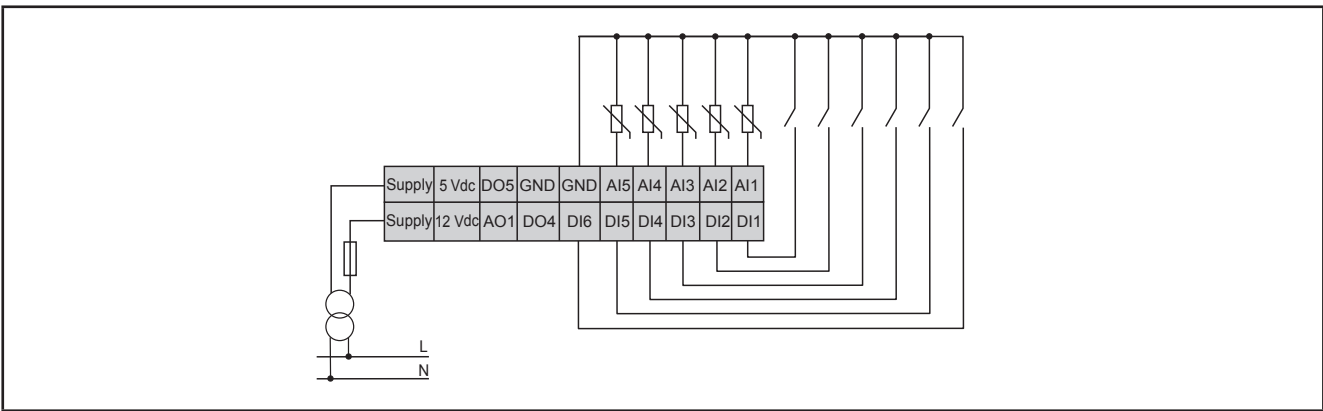 Supply 5 Vdc DO5 GND GND AI5 AI4 AI3 AI2 AI1
Supply 12 Vdc AO1 DO4 DI6 DI5 DI4 DI3 DI2 DI1
L
N